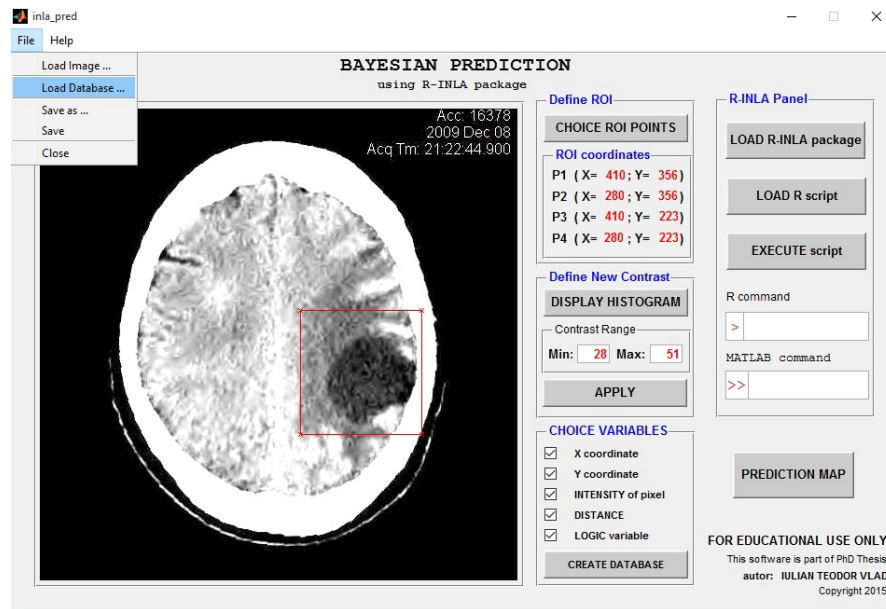 inla_pred
File Help
Load Image ...
Load Database ...
Save as ...
Save
Close
BAYESIAN PREDICTION
using R-INLA package
Acc: 16378
2009 Dec 08
Acq Tm: 21:22:44.900
Define ROI
CHOICE ROI POINTS
ROI coordinates
P1 ( X= 410 ; Y= 356 )
P2 ( X= 280 ; Y= 356 )
P3 ( X= 410 ; Y= 223 )
P4 ( X= 280 ; Y= 223 )
Define New Contrast
DISPLAY HISTOGRAM
Contrast Range
Min: 28 Max: 51
APPLY
CHOICE VARIABLES
X coordinate
Y coordinate
INTENSITY of pixel
DISTANCE
LOGIC variable
CREATE DATABASE
R-INLA Panel
LOAD R-INLA package
LOAD R script
EXECUTE script
R command
>
MATLAB command
>>
PREDICTION MAP
FOR EDUCATIONAL USE ONLY
This software is part of PhD Thesis
autor: IULIAN TEODOR VLAD
Copyright 2015